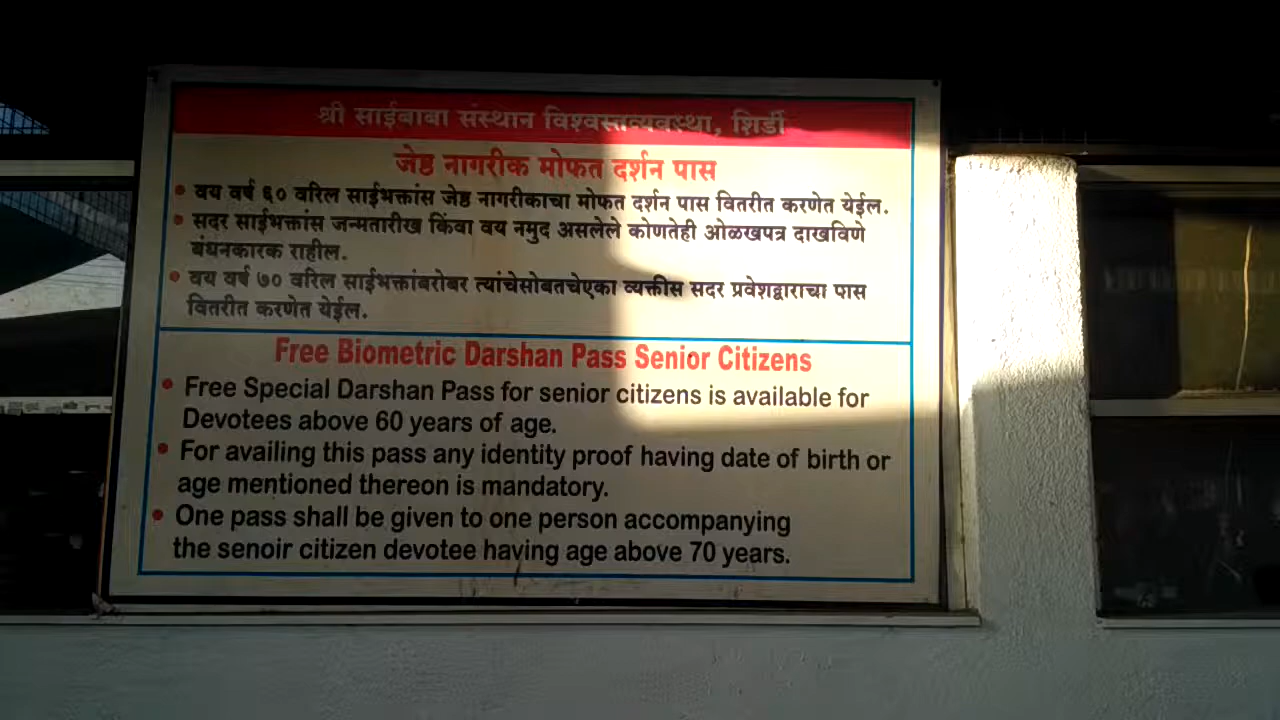 श्री साईबाबा संस्थान विश्वस्तव्यवस्था, शिर्डी
जेष्ठ नागरीक मोफत दर्शन पास
• वय वर्ष ६० वरिल साईभक्तांस जेष्ठ नागरीकाचा मोफत दर्शन पास वितरीत करणेत येईल.
• सदर साईभक्तांस जन्मतारीख किंवा वय नमुद असलेले कोणतेही ओळखपत्र दाखविणे
बंधनकारक राहील.
• वय वर्ष ७० वरिल साईभक्तांबरोबर त्यांचेसोबतचेएका व्यक्तीस सदर प्रवेशद्वाराचा पास
वितरीत करणेत येईल.
Free Biometric Darshan Pass Senior Citizens
• Free Special Darshan Pass for senior citizens is available for
Devotees above 60 years of age.
• For availing this pass any identity proof having date of birth or
age mentioned thereon is mandatory.
• One pass shall be given to one person accompanying
the senoir citizen devotee having age above 70 years.